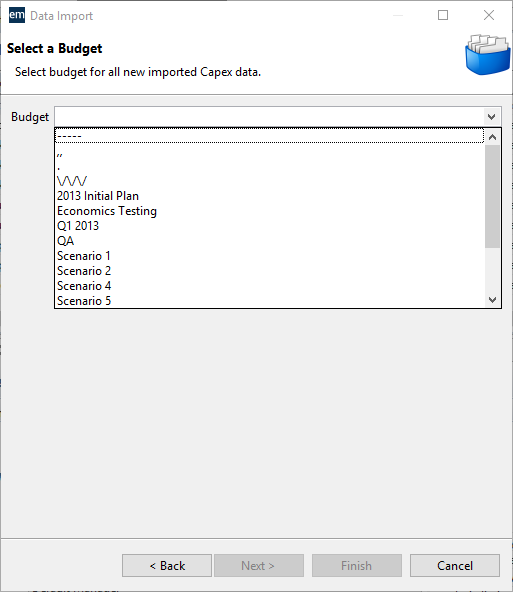 em Data Import
Select a Budget
Select budget for all new imported Capex data.
Budget
-----
,,
.
\/\/\/
2013 Initial Plan
Economics Testing
Q1 2013
QA
Scenario 1
Scenario 2
Scenario 4
Scenario 5
< Back Next > Finish Cancel